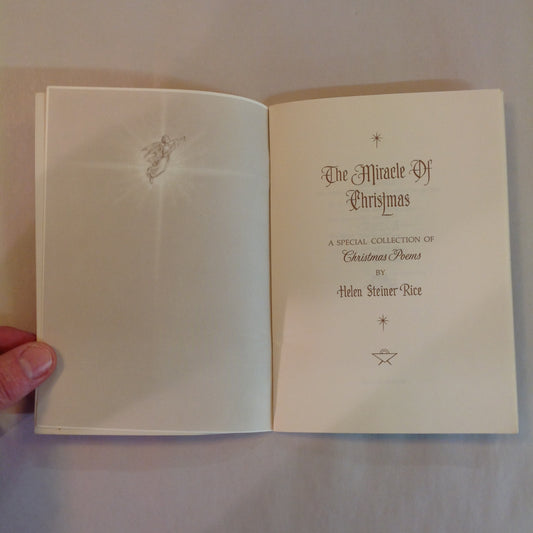 The Miracle Of
Christmas
A SPECIAL COLLECTION OF
Christmas Poems
BY
Helen Steiner Rice